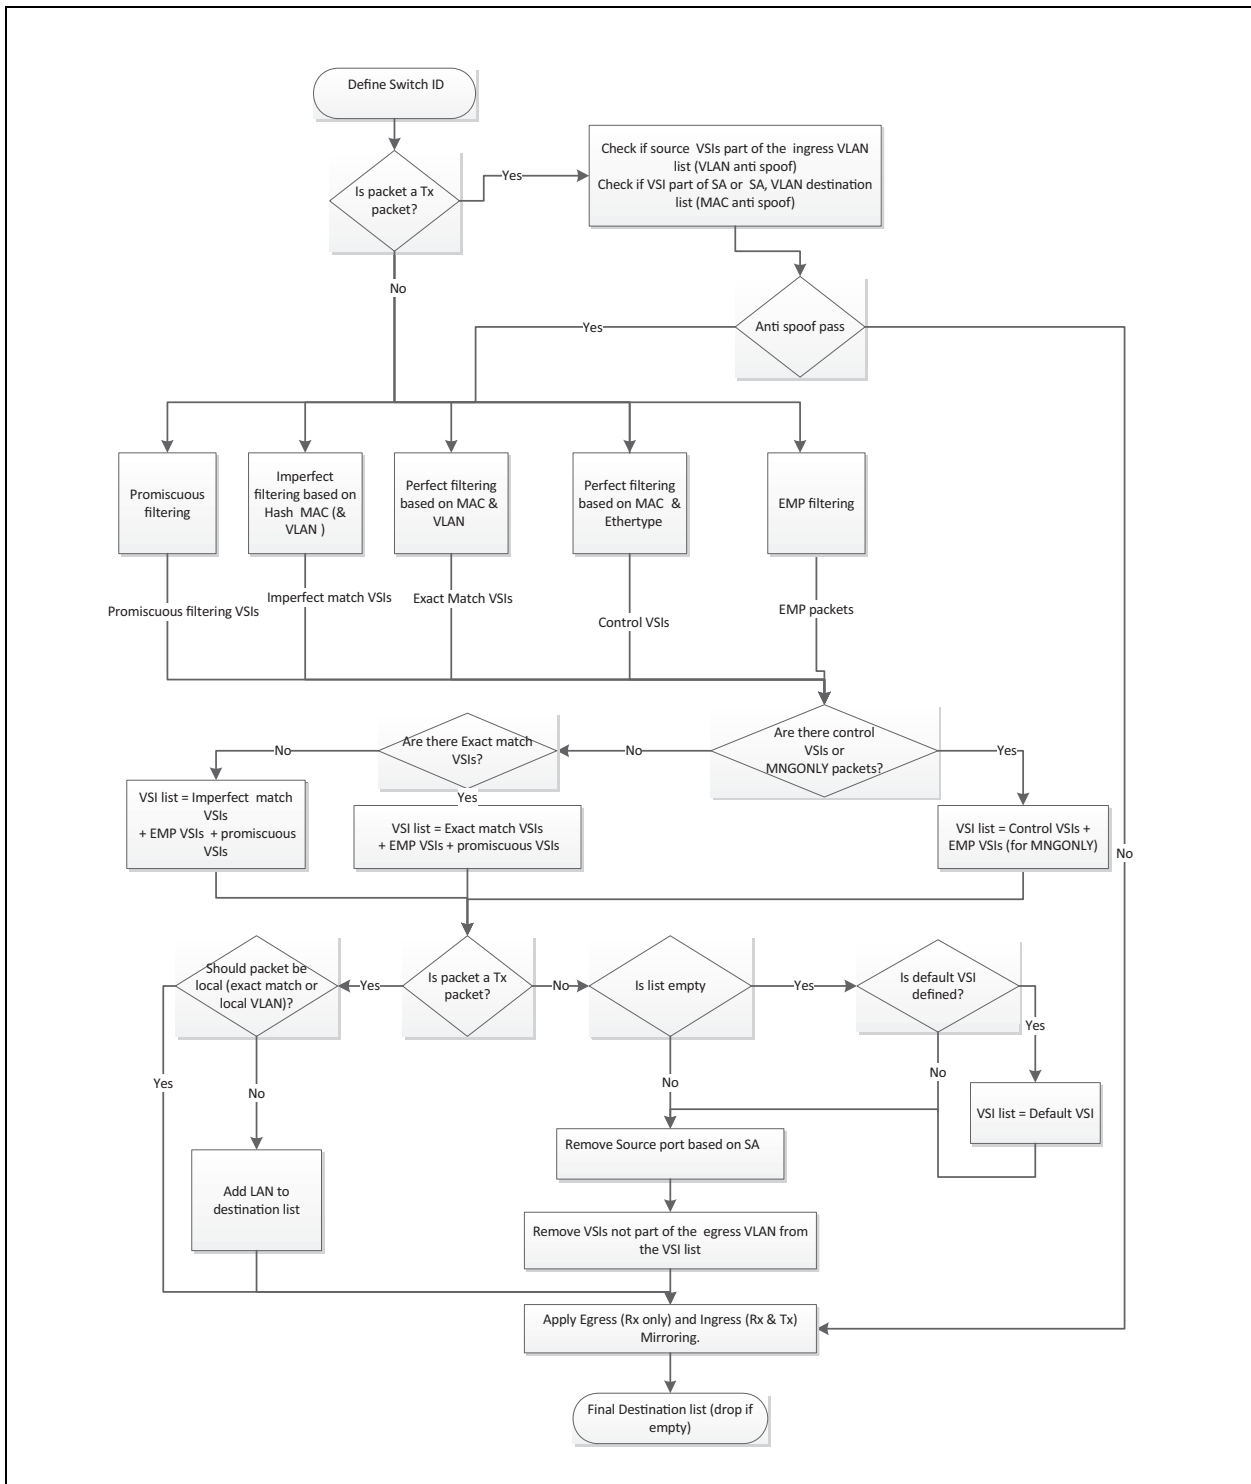 Define Switch ID
Check if source VSIs part of the ingress VLAN
list (VLAN anti spoof)
Check if VSI part of SA or SA, VLAN destination
list (MAC anti spoof)
Is packet a Tx
packet?
Yes
No
Anti spoof pass
Yes
Promiscuous
filtering
Imperfect
filtering based on
Hash MAC (&
VLAN )
Perfect filtering
based on MAC &
VLAN
Perfect filtering
based on MAC &
Ethertype
EMP filtering
Promiscuous filtering VSIs
Imperfect match VSIs
Exact Match VSIs
Control VSIs
EMP packets
Are there control
VSIs or
MNGONLY packets?
Are there Exact match
VSIs?
No
No
Yes
Yes
VSI list = Imperfect match
VSIs
+ EMP VSIs + promiscuous
VSIs
VSI list = Exact match VSIs
+ EMP VSIs + promiscuous VSIs
VSI list = Control VSIs +
EMP VSIs (for MNGONLY)
No
Should packet be
local (exact match or
local VLAN)?
Yes
Is packet a Tx
packet?
No
Is list empty
Yes
Is default VSI
defined?
Yes
Yes
No
No
No
VSI list = Default VSI
Remove Source port based on SA
Add LAN to
destination list
Remove VSIs not part of the egress VLAN from
the VSI list
Apply Egress (Rx only) and Ingress (Rx & Tx)
Mirroring.
Final Destination list (drop if
empty)